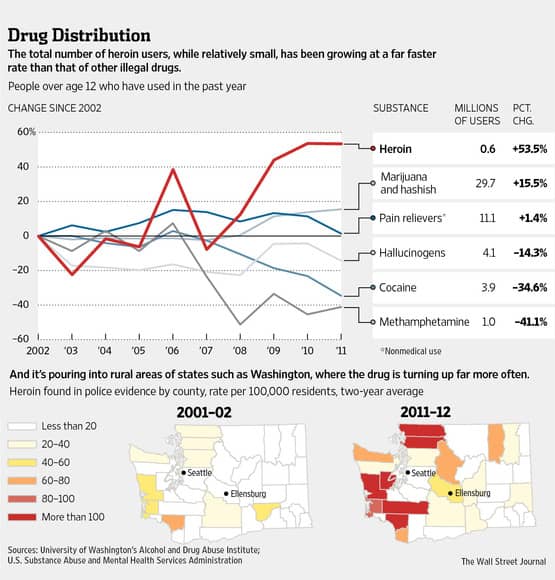 Drug Distribution
The total number of heroin users, while relatively small, has been growing at a far faster
rate than that of other illegal drugs.
People over age 12 who have used in the past year
CHANGE SINCE 2002
SUBSTANCE MILLIONS OF USERS PCT. CHG.
60%
40
20
0
−20
−40
−60
2002 '03 '04 '05 '06 '07 '08 '09 '10 '11
Heroin 0.6 +53.5%
Marijuana
and hashish 29.7 +15.5%
Pain relievers* 11.1 +1.4%
Hallucinogens 4.1 −14.3%
Cocaine 3.9 −34.6%
Methamphetamine 1.0 −41.1%
*Nonmedical use
And it's pouring into rural areas of states such as Washington, where the drug is turning up far more often.
Heroin found in police evidence by county, rate per 100,000 residents, two-year average
Less than 20
20–40
40–60
60–80
80–100
More than 100
2001–02
Seattle
Ellensburg
2011–12
Seattle
Ellensburg
Sources: University of Washington's Alcohol and Drug Abuse Institute;
U.S. Substance Abuse and Mental Health Services Administration
The Wall Street Journal